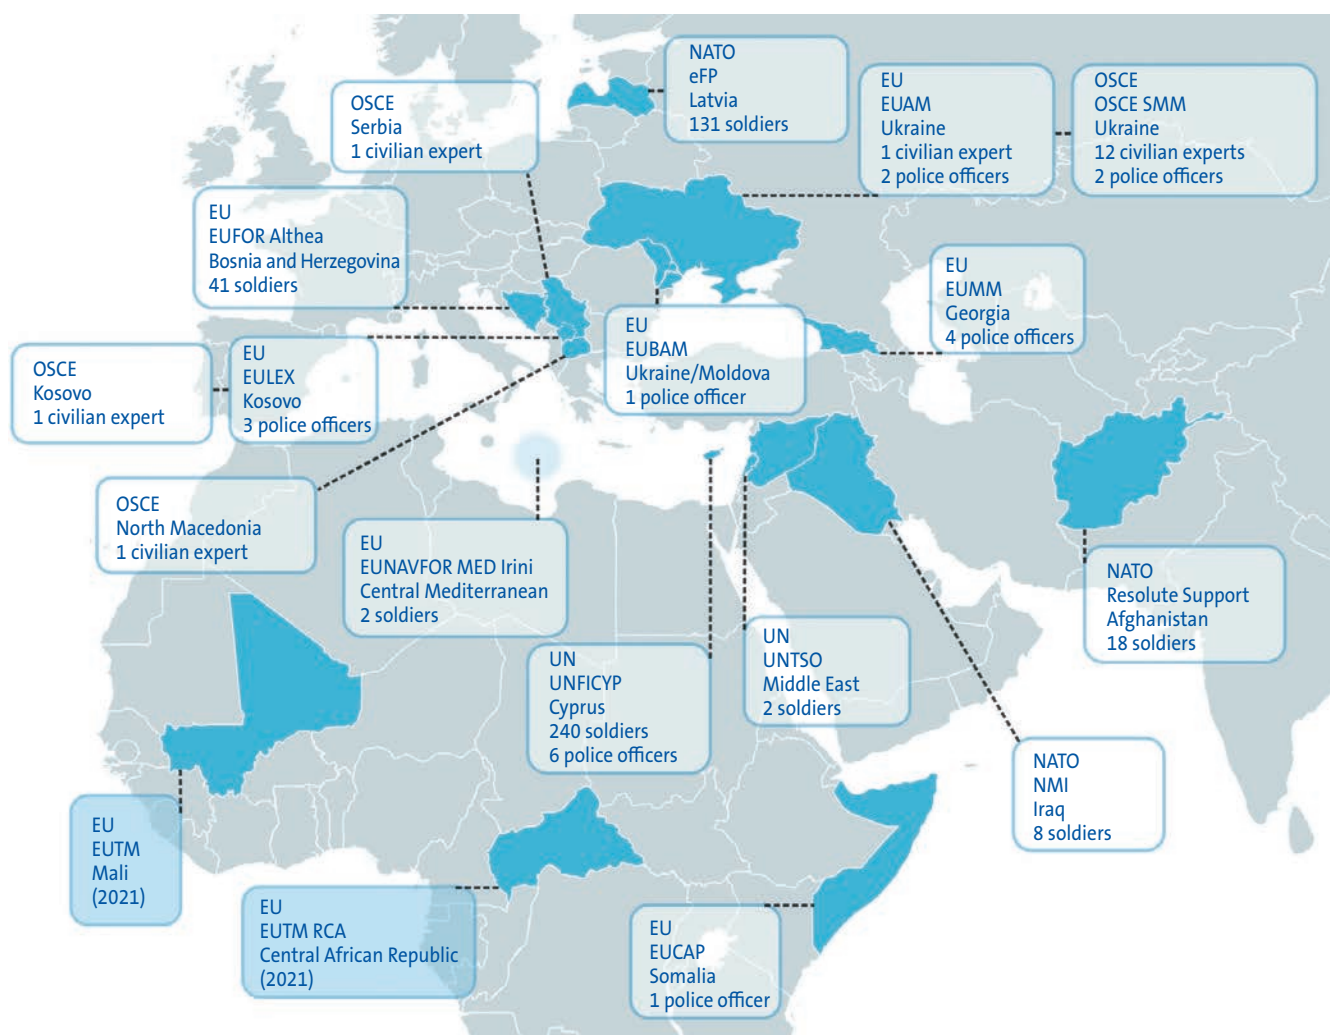 NATO
eFP
Latvia
131 soldiers
EU
EUAM
Ukraine
1 civilian expert
2 police officers
OSCE
OSCE SMM
Ukraine
12 civilian experts
2 police officers
OSCE
Serbia
1 civilian expert
EU
EUFOR Althea
Bosnia and Herzegovina
41 soldiers
EU
EUMM
Georgia
4 police officers
EU
EUBAM
Ukraine/Moldova
1 police officer
OSCE
Kosovo
1 civilian expert
EU
EULEX
Kosovo
3 police officers
OSCE
North Macedonia
1 civilian expert
EU
EUNAVFOR MED Irini
Central Mediterranean
2 soldiers
NATO
Resolute Support
Afghanistan
18 soldiers
UN
UNFICYP
Cyprus
240 soldiers
6 police officers
UN
UNTSO
Middle East
2 soldiers
NATO
NMI
Iraq
8 soldiers
EU
EUTM
Mali
(2021)
EU
EUTM RCA
Central African Republic
(2021)
EU
EUCAP
Somalia
1 police officer